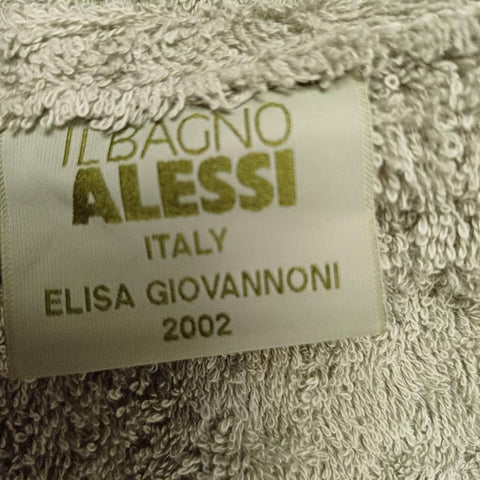 IL BAGNO
ALESSI
ITALY
ELISA GIOVANNONI
2002